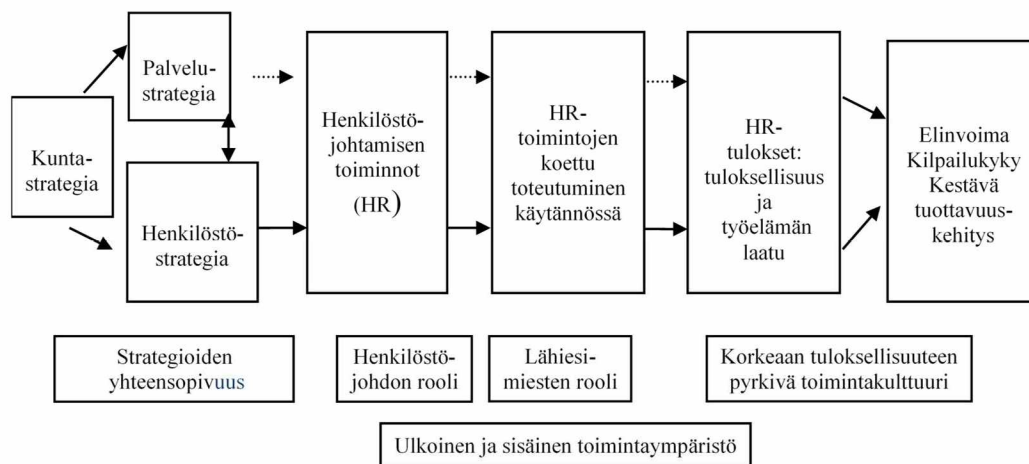 Kunta-
strategia
Palvelu-
strategia
Henkilöstö-
strategia
Henkilöstö-
johtamisen
toiminnot
(HR)
HR-
toimintojen
koettu
toteutuminen
käytännössä
HR-
tulokset:
tuloksellisuus
ja
työelämän
laatu
Elinvoima
Kilpailukyky
Kestävä
tuottavuus-
kehitys
Strategioiden
yhteensopivuus
Henkilöstö-
johdon rooli
Lähiesi-
miesten rooli
Korkeaan tuloksellisuuteen
pyrkivä toimintakulttuuri
Ulkoinen ja sisäinen toimintaympäristö